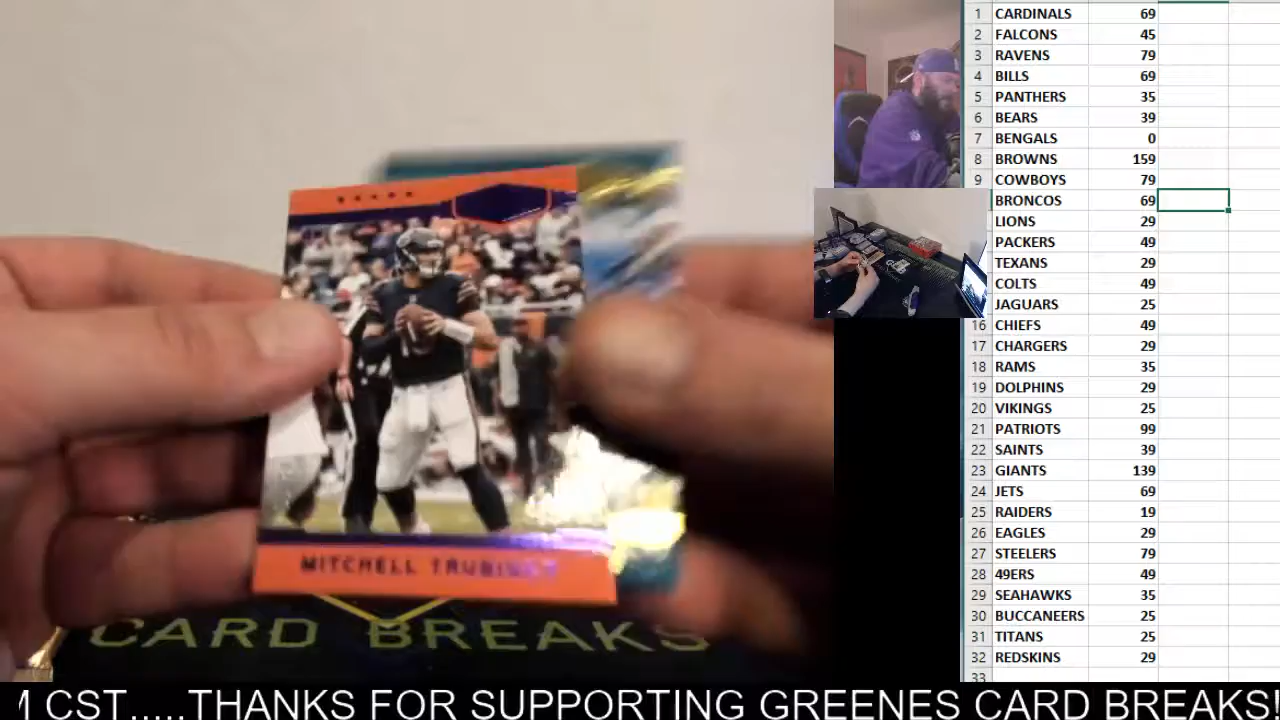 MITCHELL TRUBISKY
CARD BREAKS
1 CARDINALS 69
2 FALCONS 45
3 RAVENS 79
4 BILLS 69
5 PANTHERS 35
6 BEARS 39
7 BENGALS 0
8 BROWNS 159
9 COWBOYS 79
BRONCOS 69
LIONS 29
PACKERS 49
TEXANS 29
COLTS 49
JAGUARS 25
16 CHIEFS 49
17 CHARGERS 29
18 RAMS 35
19 DOLPHINS 29
20 VIKINGS 25
21 PATRIOTS 99
22 SAINTS 39
23 GIANTS 139
24 JETS 69
25 RAIDERS 19
26 EAGLES 29
27 STEELERS 79
28 49ERS 49
29 SEAHAWKS 35
30 BUCCANEERS 25
31 TITANS 25
32 REDSKINS 29
33
CST.....THANKS FOR SUPPORTING GREENES CARD BREAKS!